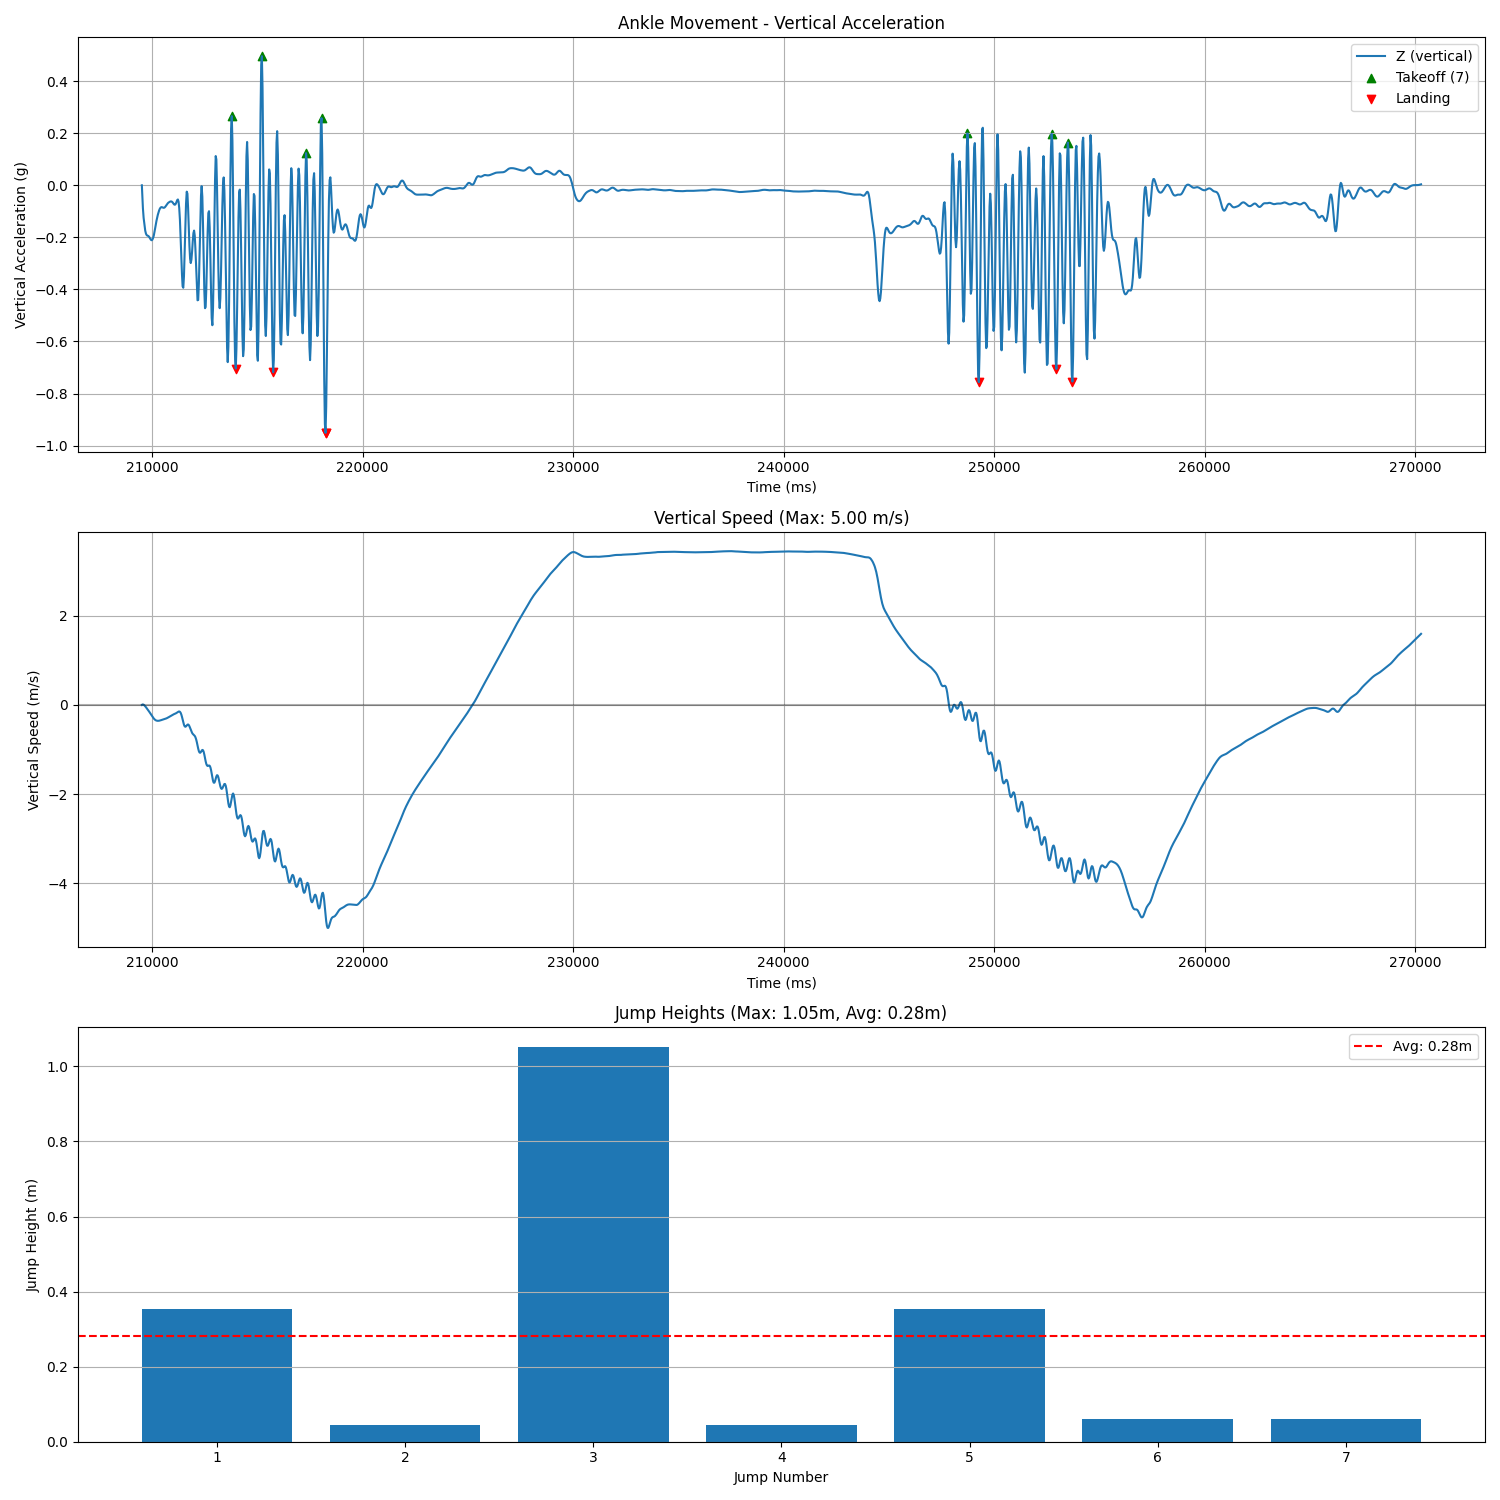 Ankle Movement - Vertical Acceleration
Z (vertical)
Takeoff (7)
Landing
Vertical Acceleration (g)
0.4
0.2
0.0
−0.2
−0.4
−0.6
−0.8
−1.0
210000 220000 230000 240000 250000 260000 270000
Time (ms)
Vertical Speed (Max: 5.00 m/s)
Vertical Speed (m/s)
2
0
−2
−4
210000 220000 230000 240000 250000 260000 270000
Time (ms)
Jump Heights (Max: 1.05m, Avg: 0.28m)
Avg: 0.28m
Jump Height (m)
1.0
0.8
0.6
0.4
0.2
0.0
1 2 3 4 5 6 7
Jump Number